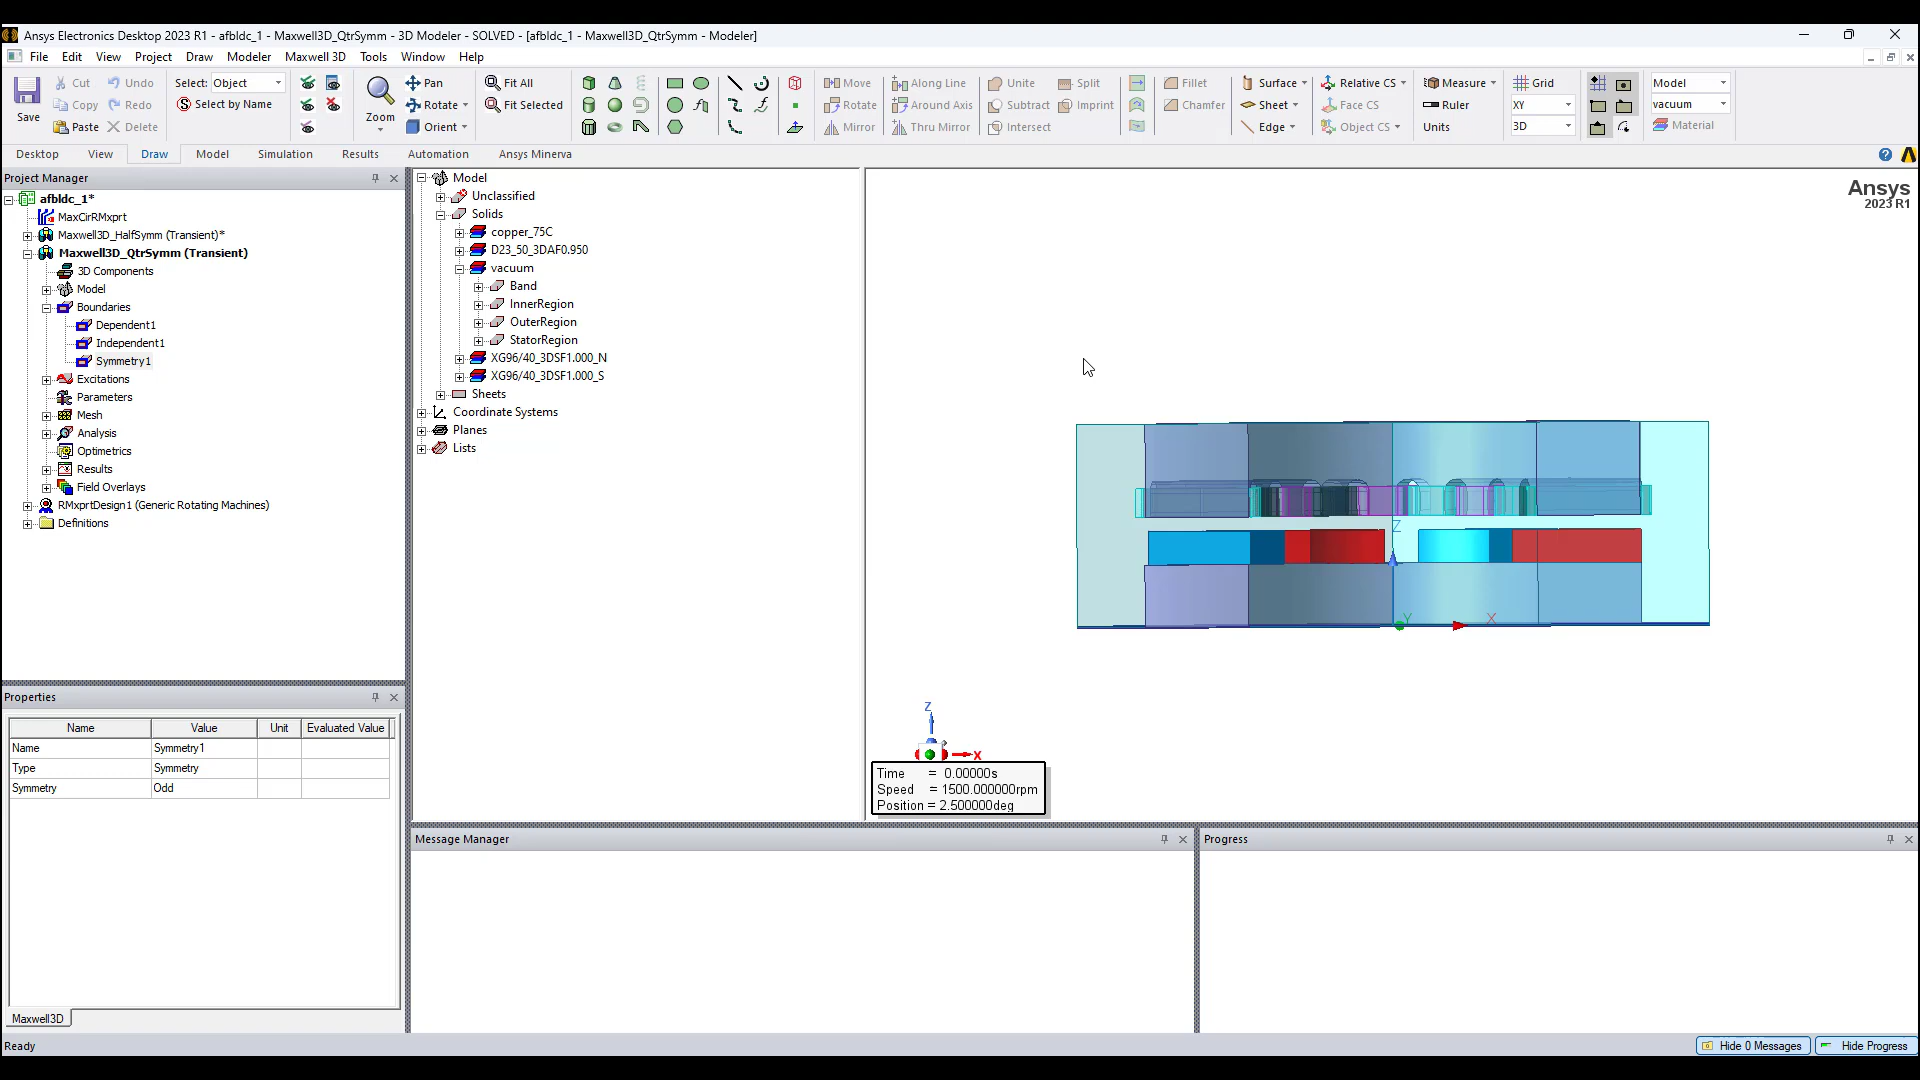 Ansys Electronics Desktop 2023 R1 - afbldc_1 - Maxwell3D_QtrSymm - 3D Modeler - SOLVED - [afbldc_1 - Maxwell3D_QtrSymm - Modeler]
File Edit View Project Draw Modeler Maxwell 3D Tools Window Help
Save Cut Copy Paste Undo Redo Delete
Select: Object
Select by Name
Zoom Pan Rotate Orient
Fit All
Fit Selected
Move Rotate Mirror
Along Line
Around Axis
Thru Mirror
Unite Subtract Intersect
Split Imprint
Fillet Chamfer
Surface Sheet Edge
Relative CS
Face CS
Object CS
Measure Ruler Units
Grid
XY
3D
Model
vacuum
Material
Desktop View Draw Model Simulation Results Automation Ansys Minerva
Project Manager
afbldc_1*
MaxCirRMxprt
Maxwell3D_HalfSymm (Transient)*
Maxwell3D_QtrSymm (Transient)
3D Components
Model
Boundaries
Dependent1
Independent1
Symmetry1
Excitations
Parameters
Mesh
Analysis
Optimetrics
Results
Field Overlays
RMxprtDesign1 (Generic Rotating Machines)
Definitions
Model
Unclassified
Solids
copper_75C
D23_50_3DAF0.950
vacuum
Band
InnerRegion
OuterRegion
StatorRegion
XG96/40_3DSF1.000_N
XG96/40_3DSF1.000_S
Sheets
Coordinate Systems
Planes
Lists
Ansys
2023 R1
Z
Y X
Z
X
Time = 0.00000s
Speed = 1500.000000rpm
Position = 2.500000deg
Properties
Name Value Unit Evaluated Value
Name Symmetry1
Type Symmetry
Symmetry Odd
Maxwell3D
Message Manager
Progress
Ready
Hide 0 Messages
Hide Progress